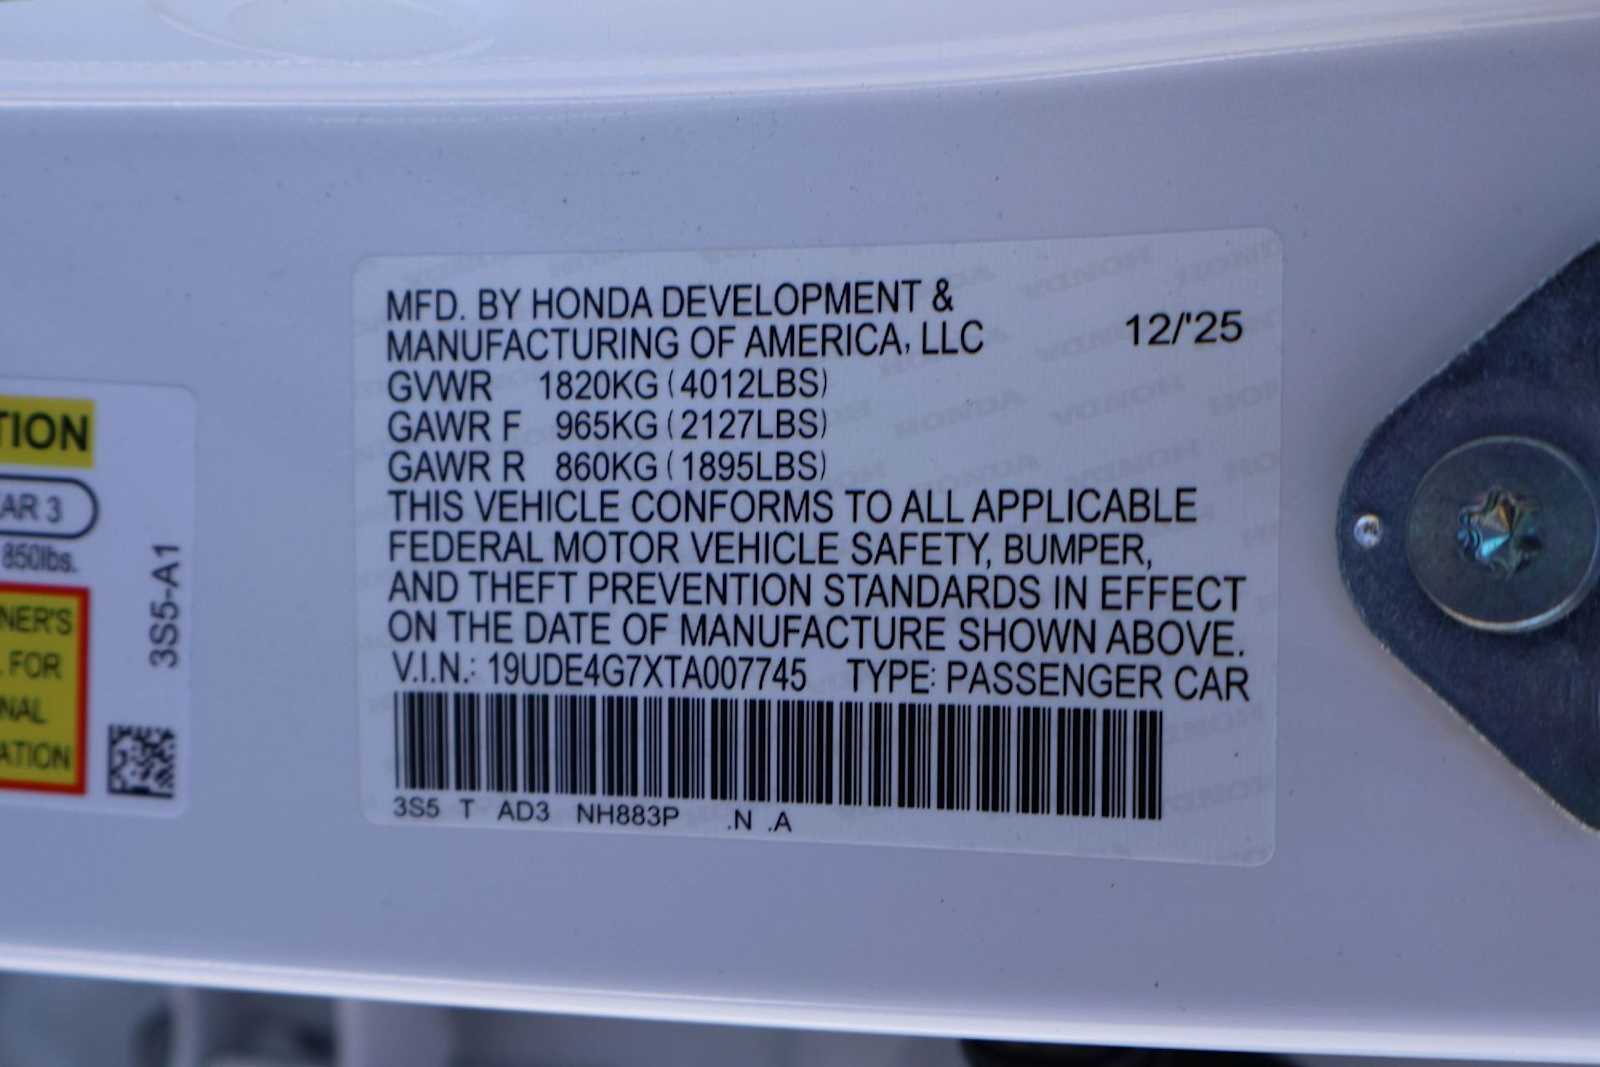 MFD. BY HONDA DEVELOPMENT &
MANUFACTURING OF AMERICA, LLC 12/'25
GVWR 1820KG (4012LBS)
GAWR F 965KG (2127LBS)
GAWR R 860KG (1895LBS)
THIS VEHICLE CONFORMS TO ALL APPLICABLE
FEDERAL MOTOR VEHICLE SAFETY, BUMPER,
AND THEFT PREVENTION STANDARDS IN EFFECT
ON THE DATE OF MANUFACTURE SHOWN ABOVE.
V.I.N.: 19UDE4G7XTA007745 TYPE: PASSENGER CAR
3S5 T AD3 NH883P .N .A
TION
AR 3
850lbs.
NER'S
. FOR
NAL
ATION
3S5-A1
HONDA